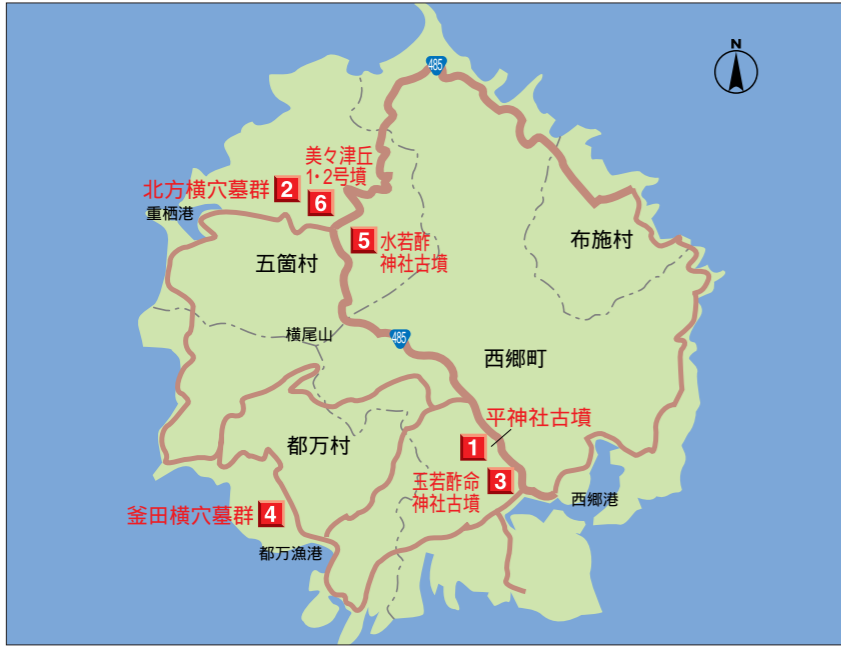 N
485
美々津丘
1・2号墳
北方横穴墓群
2
6
重栖港
5
水若酢
神社古墳
布施村
五箇村
横尾山
485
西郷町
平神社古墳
都万村
1
玉若酢命
神社古墳
3
西郷港
釜田横穴墓群
4
都万漁港